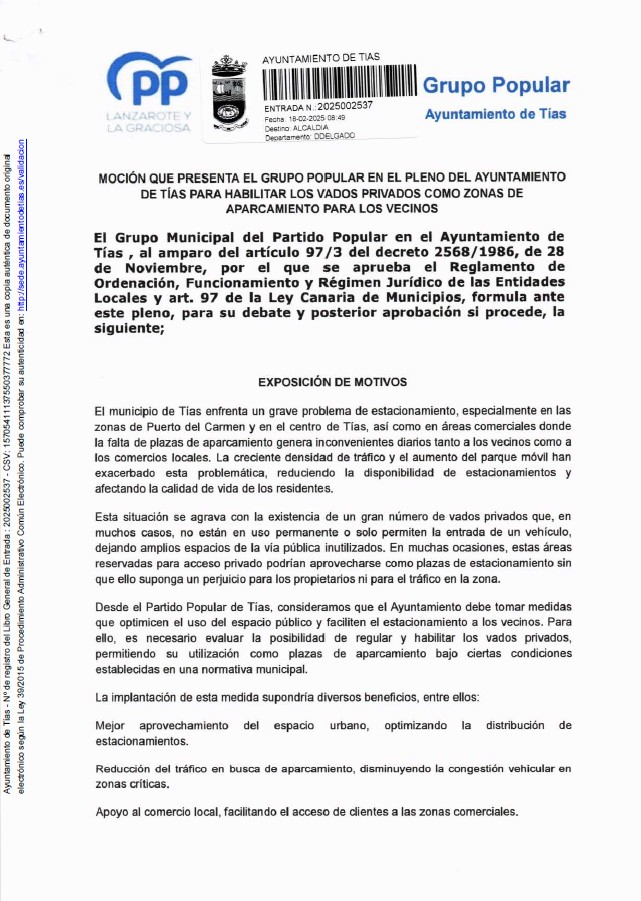 pp
LANZAROTE Y
LA GRACIOSA
AYUNTAMIENTO DE TIAS
ENTRADA N.:2025002537
Fecha: 18-02-2025 08:49
Destino: ALCALDIA
Departamento: DDELGADO
Grupo Popular
Ayuntamiento de Tías
MOCIÓN QUE PRESENTA EL GRUPO POPULAR EN EL PLENO DEL AYUNTAMIENTO
DE TÍAS PARA HABILITAR LOS VADOS PRIVADOS COMO ZONAS DE
APARCAMIENTO PARA LOS VECINOS
El Grupo Municipal del Partido Popular en el Ayuntamiento de
Tías , al amparo del artículo 97/3 del decreto 2568/1986, de 28
de Noviembre, por el que se aprueba el Reglamento de
Ordenación, Funcionamiento y Régimen Jurídico de las Entidades
Locales y art. 97 de la Ley Canaria de Municipios, formula ante
este pleno, para su debate y posterior aprobación si procede, la
siguiente;
EXPOSICIÓN DE MOTIVOS
El municipio de Tías enfrenta un grave problema de estacionamiento, especialmente en las
zonas de Puerto del Carmen y en el centro de Tías, así como en áreas comerciales donde
la falta de plazas de aparcamiento genera inconvenientes diarios tanto a los vecinos como a
los comercios locales. La creciente densidad de tráfico y el aumento del parque móvil han
exacerbado esta problemática, reduciendo la disponibilidad de estacionamientos y
afectando la calidad de vida de los residentes.
Esta situación se agrava con la existencia de un gran número de vados privados que, en
muchos casos, no están en uso permanente o solo permiten la entrada de un vehículo,
dejando amplios espacios de la vía pública inutilizados. En muchas ocasiones, estas áreas
reservadas para acceso privado podrían aprovecharse como plazas de estacionamiento sin
que ello suponga un perjuicio para los propietarios ni para el tráfico en la zona.
Desde el Partido Popular de Tías, consideramos que el Ayuntamiento debe tomar medidas
que optimicen el uso del espacio público y faciliten el estacionamiento a los vecinos. Para
ello, es necesario evaluar la posibilidad de regular y habilitar los vados privados,
permitiendo su utilización como plazas de aparcamiento bajo ciertas condiciones
establecidas en una normativa municipal.
La implantación de esta medida supondría diversos beneficios, entre ellos:
Mejor aprovechamiento del espacio urbano, optimizando la distribución de
estacionamientos.
Reducción del tráfico en busca de aparcamiento, disminuyendo la congestión vehicular en
zonas críticas.
Apoyo al comercio local, facilitando el acceso de clientes a las zonas comerciales.
Ayuntamiento de Tías - Nº de registro del Libro General de Entrada : 2025002537 - CSV: 15705411137550377772 Esta es una copia auténtica de documento original
electrónico según la Ley 39/2015 de Procedimiento Administrativo Común Electrónico. Puede comprobar su autenticidad en: http://sede.ayuntamientodetias.es/validacion